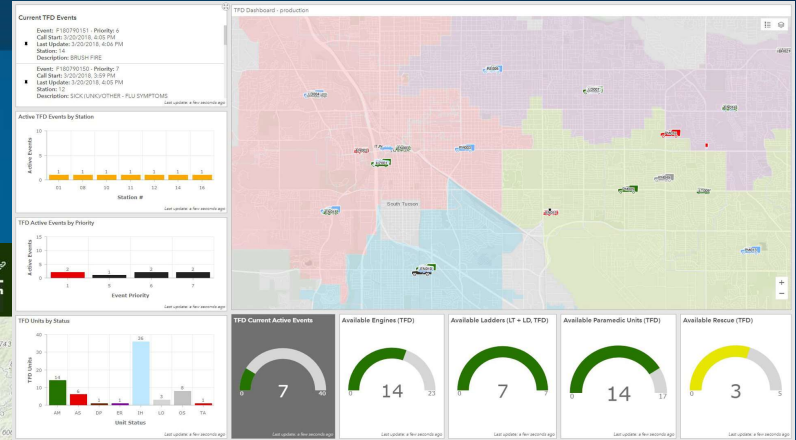 Current TFD Events
Event: F180790151 - Priority: 6
Call Start: 3/20/2018, 4:05 PM
Last Update: 3/20/2018, 4:06 PM
Station: 14
Description: BRUSH FIRE
Event: F180790150 - Priority: 7
Call Start: 3/20/2018, 3:59 PM
Last Update: 3/20/2018, 4:05 PM
Station: 12
Description: SICK (UNK)/OTHER - FLU SYMPTOMS
Last update: a few seconds ago
Active TFD Events by Station
10
5
0
Active Events
1 1 1 1 1 1 1
01 08 10 11 12 14 16
Station #
Last update: a few seconds ago
TFD Active Events by Priority
15
10
5
0
Active Events
2 1 2 2
1 5 6 7
Event Priority
Last update: a few seconds ago
TFD Units by Status
40
30
20
10
0
TFD Units
14 6 1 1 36 3 8 1
AM AS DP ER IH LO OS TA
Unit Status
Last update: a few seconds ago
TFD Dashboard - production
South Tucson
+
−
TFD Current Active Events
7
0 40
Last update: a few seconds ago
Available Engines (TFD)
14
0 23
Last update: a few seconds ago
Available Ladders (LT + LD, TFD)
7
0 7
Last update: a few seconds ago
Available Paramedic Units (TFD)
14
0 17
Last update: a few seconds ago
Available Rescue (TFD)
3
0 5
Last update: a few seconds ago